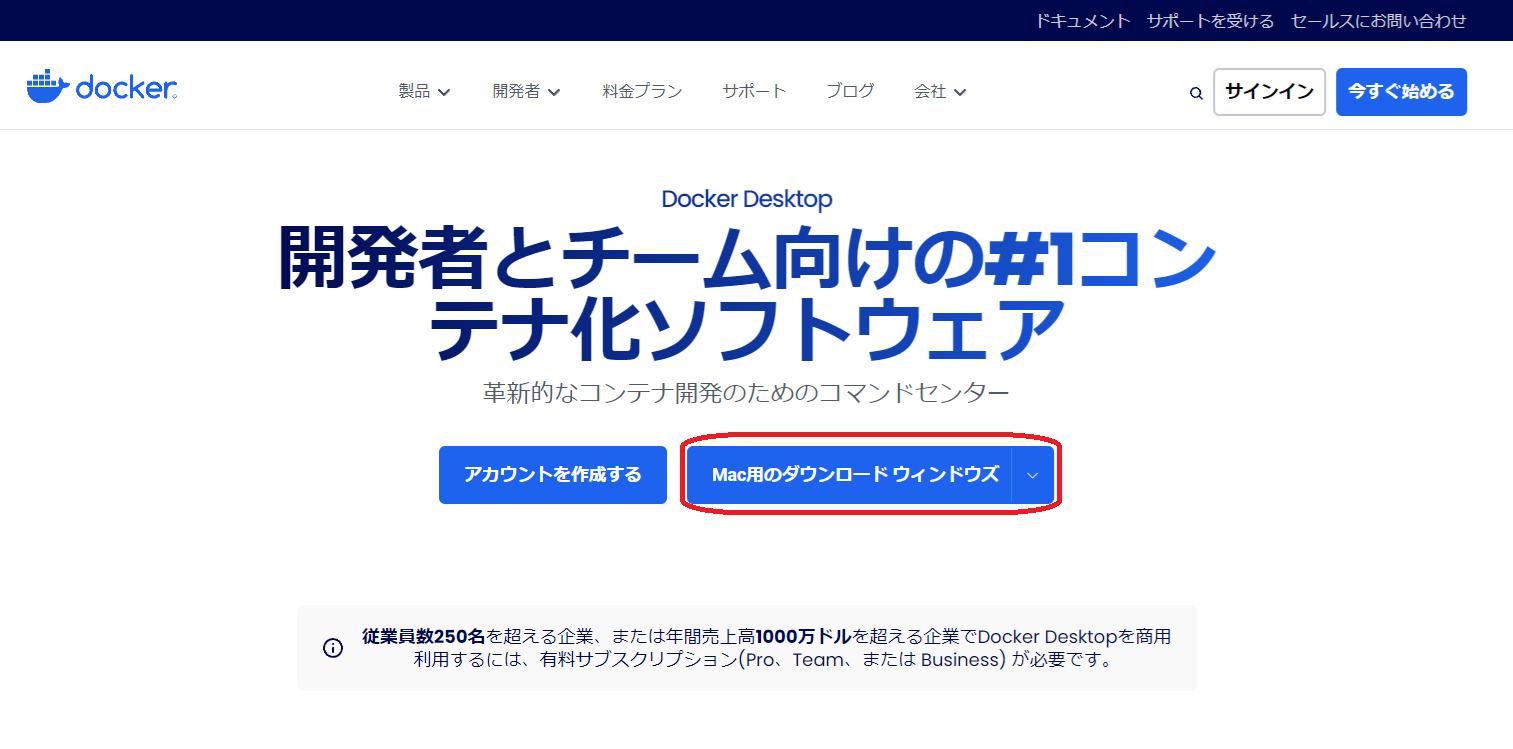 ドキュメント サポートを受ける セールスにお問い合わせ
docker 製品 開発者 料金プラン サポート ブログ 会社 サインイン 今すぐ始める
Docker Desktop
開発者とチーム向けの#1コン
テナ化ソフトウェア
革新的なコンテナ開発のためのコマンドセンター
アカウントを作成する Mac用のダウンロード ウィンドウズ
従業員数250名を超える企業、または年間売上高1000万ドルを超える企業でDocker Desktopを商用
利用するには、有料サブスクリプション(Pro、Team、または Business) が必要です。